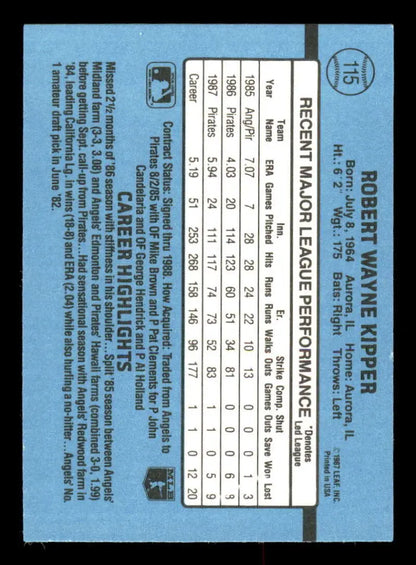 115
ROBERT WAYNE KIPPER
Born: July 8, 1964 Aurora, IL Home: Aurora, IL
Ht.: 6' 2" Wgt.: 175 Bats: Right Throws: Left
©1987 LEAF, INC.
Printed in USA
RECENT MAJOR LEAGUE PERFORMANCE *Denotes Led League
Team Inn. Er. Strike Comp. Shut
Year Name ERA Games Pitched Hits Runs Runs Walks Outs Games Outs Save Won Lost
1985 Ang/Pir 7.07 7 28 28 24 22 10 13 0 0 0 1 3
1986 Pirates 4.03 20 114 123 60 51 34 81 0 0 0 6 8
1987 Pirates 5.94 24 111 117 74 73 52 83 1 1 0 5 9
Career 5.19 51 253 268 158 146 96 177 1 1 0 12 20
Contract Status: Signed thru 1988. How Acquired: Traded from Angels to
Pirates 8/2/85 with OF Mike Brown and P Pat Clements for P John
Candelaria and OF George Hendrick and P Al Holland
MLB
CAREER HIGHLIGHTS
Missed 2½ months of '86 season with stiffness in his shoulder...Split '85 season between Angels'
Midland farm (3-3, 3.08) and Angels' Edmonton and Pirates' Hawaii farms (combined 3-0, 1.99)
before getting Sept. call-up from Pirates...Had sensational season with Angels' Redwood farm in
'84, leading California Lg. in wins (18-8) and ERA (2.04) while also hurling a no-hitter...Angels' No.
1 amateur draft pick in June '82.